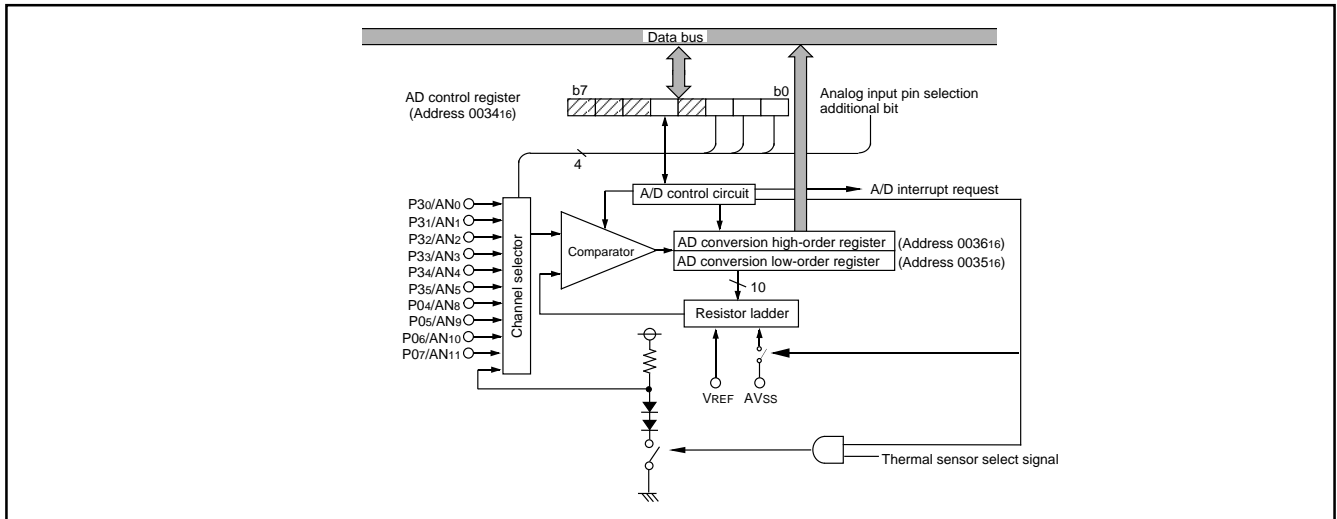 Data bus
b7
b0
AD control register
(Address 0034₁₆)
Analog input pin selection
additional bit
4
A/D control circuit
A/D interrupt request
P3₀/AN₀
P3₁/AN₁
P3₂/AN₂
P3₃/AN₃
P3₄/AN₄
P3₅/AN₅
P0₄/AN₈
P0₅/AN₉
P0₆/AN₁₀
P0₇/AN₁₁
Channel selector
Comparator
AD conversion high-order register
(Address 0036₁₆)
AD conversion low-order register
(Address 0035₁₆)
10
Resistor ladder
VREF
AVSS
Thermal sensor select signal